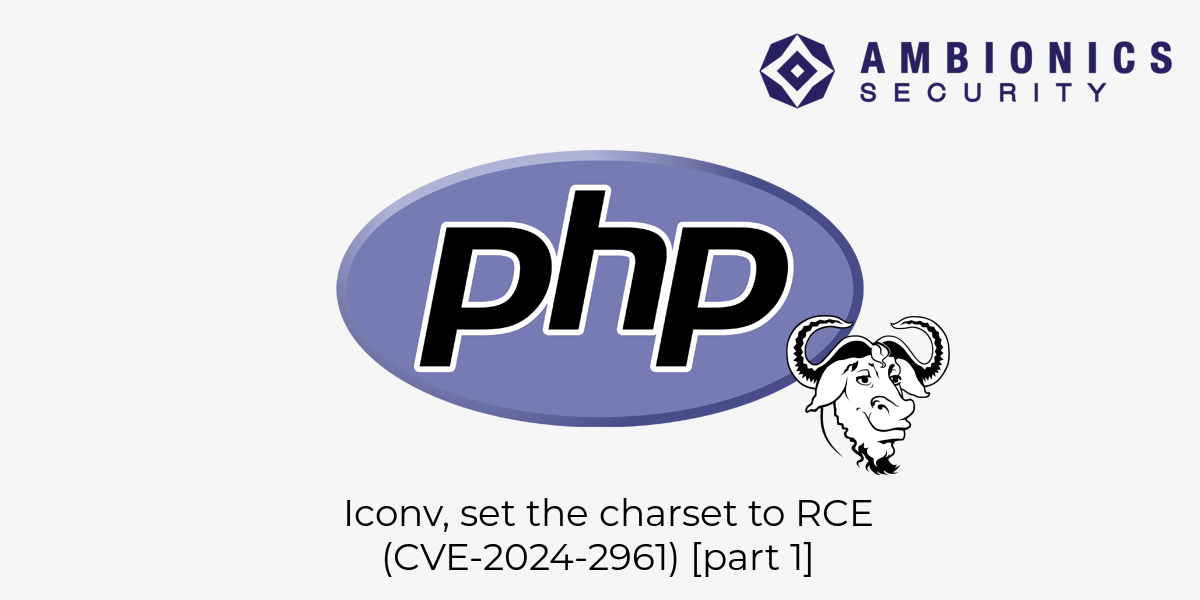 AMBIONICS
SECURITY
php
Iconv, set the charset to RCE
(CVE-2024-2961) [part 1]